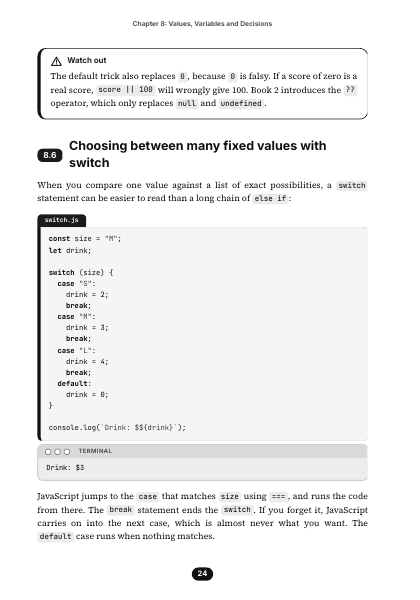 Chapter 8: Values, Variables and Decisions
Watch out
The default trick also replaces 0, because 0 is falsy. If a score of zero is a
real score, score || 100 will wrongly give 100. Book 2 introduces the ??
operator, which only replaces null and undefined.
8.6 Choosing between many fixed values with
switch
When you compare one value against a list of exact possibilities, a switch
statement can be easier to read than a long chain of else if:
switch.js
const size = "M";
let drink;
switch (size) {
  case "S":
    drink = 2;
    break;
  case "M":
    drink = 3;
    break;
  case "L":
    drink = 4;
    break;
  default:
    drink = 0;
}
console.log(`Drink: $${drink}`);
TERMINAL
Drink: $3
JavaScript jumps to the case that matches size using ===, and runs the code
from there. The break statement ends the switch. If you forget it, JavaScript
carries on into the next case, which is almost never what you want. The
default case runs when nothing matches.
24